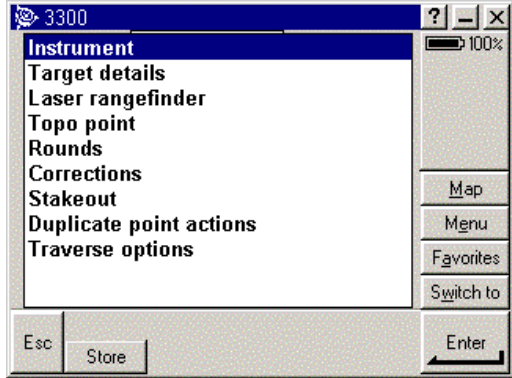 3300
? _ X
Instrument
100%
Target details
Laser rangefinder
Topo point
Rounds
Corrections
Stakeout
Duplicate point actions
Traverse options
Map
Menu
Favorites
Switch to
Esc
Store
Enter